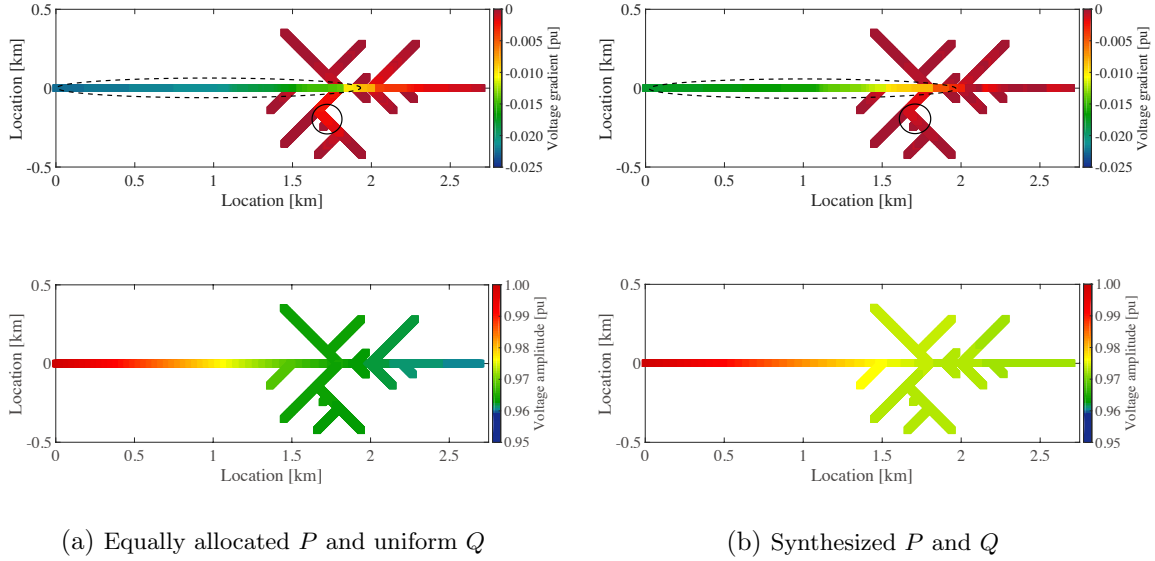 0.5
0
-0.5
Location [km]
0 0.5 1 1.5 2 2.5
Location [km]
0
-0.005
-0.010
-0.015
-0.020
-0.025
Voltage gradient [pu]
0.5
0
-0.5
Location [km]
0 0.5 1 1.5 2 2.5
Location [km]
0
-0.005
-0.010
-0.015
-0.020
-0.025
Voltage gradient [pu]
0.5
0
-0.5
Location [km]
0 0.5 1 1.5 2 2.5
Location [km]
1.00
0.99
0.98
0.97
0.96
0.95
Voltage amplitude [pu]
0.5
0
-0.5
Location [km]
0 0.5 1 1.5 2 2.5
Location [km]
1.00
0.99
0.98
0.97
0.96
0.95
Voltage amplitude [pu]
(a) Equally allocated P and uniform Q
(b) Synthesized P and Q